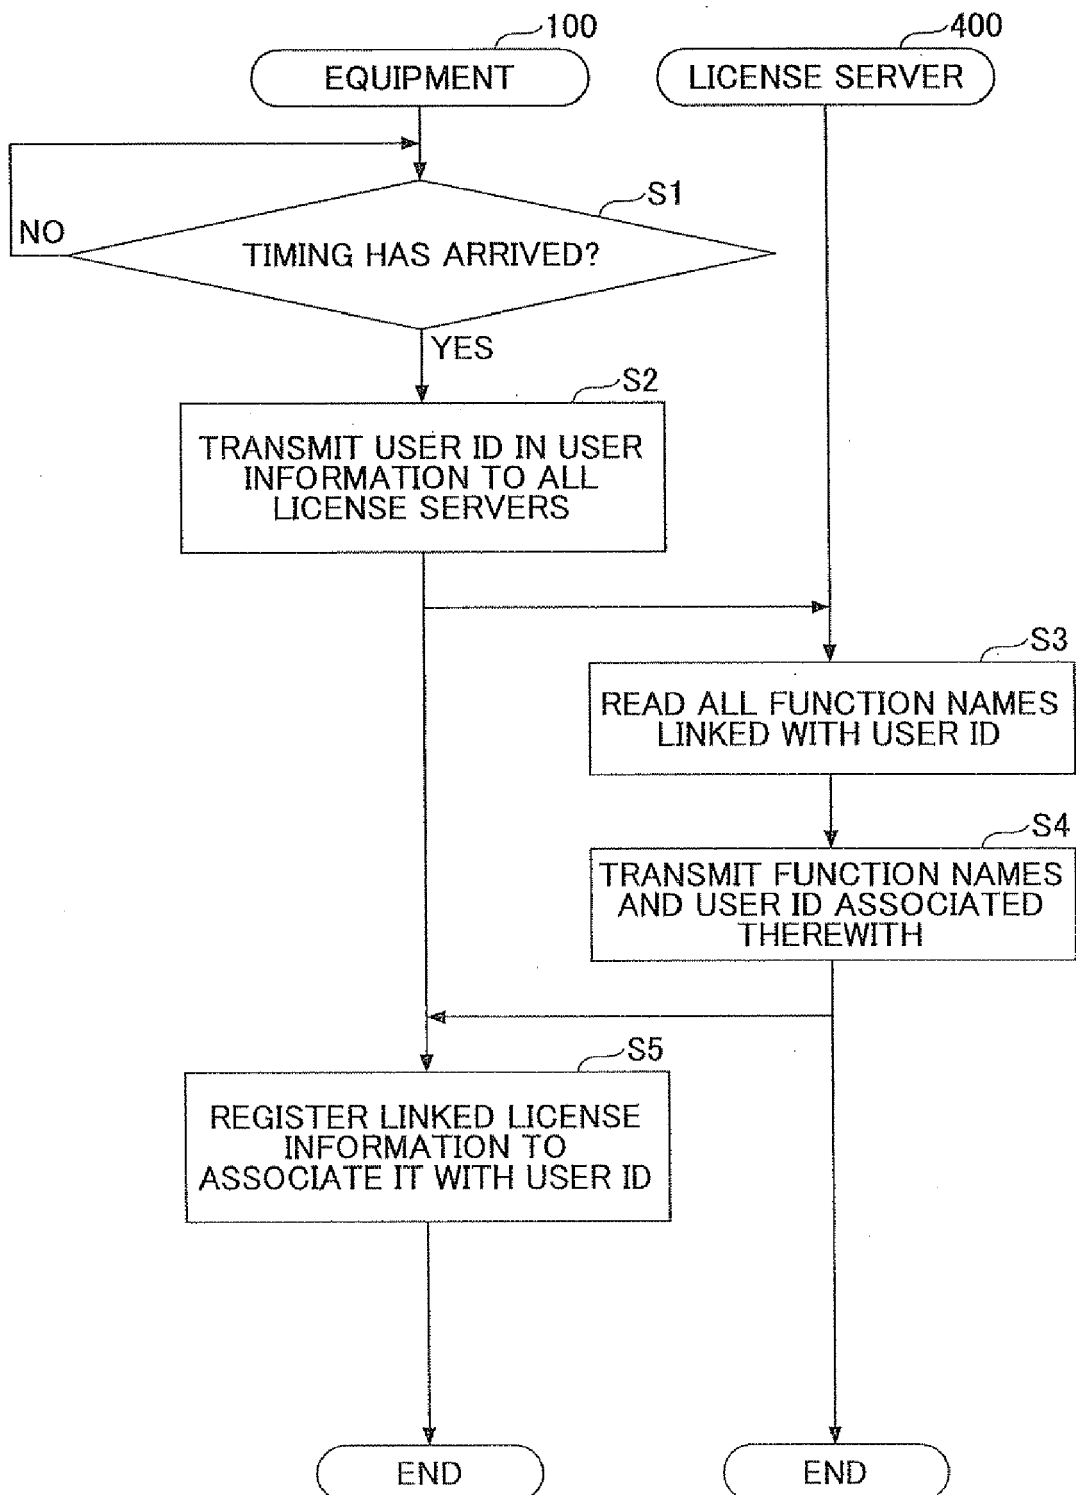 100
EQUIPMENT
400
LICENSE SERVER
S1
TIMING HAS ARRIVED?
NO
YES
S2
TRANSMIT USER ID IN USER
INFORMATION TO ALL
LICENSE SERVERS
S3
READ ALL FUNCTION NAMES
LINKED WITH USER ID
S4
TRANSMIT FUNCTION NAMES
AND USER ID ASSOCIATED
THEREWITH
S5
REGISTER LINKED LICENSE
INFORMATION TO
ASSOCIATE IT WITH USER ID
END
END